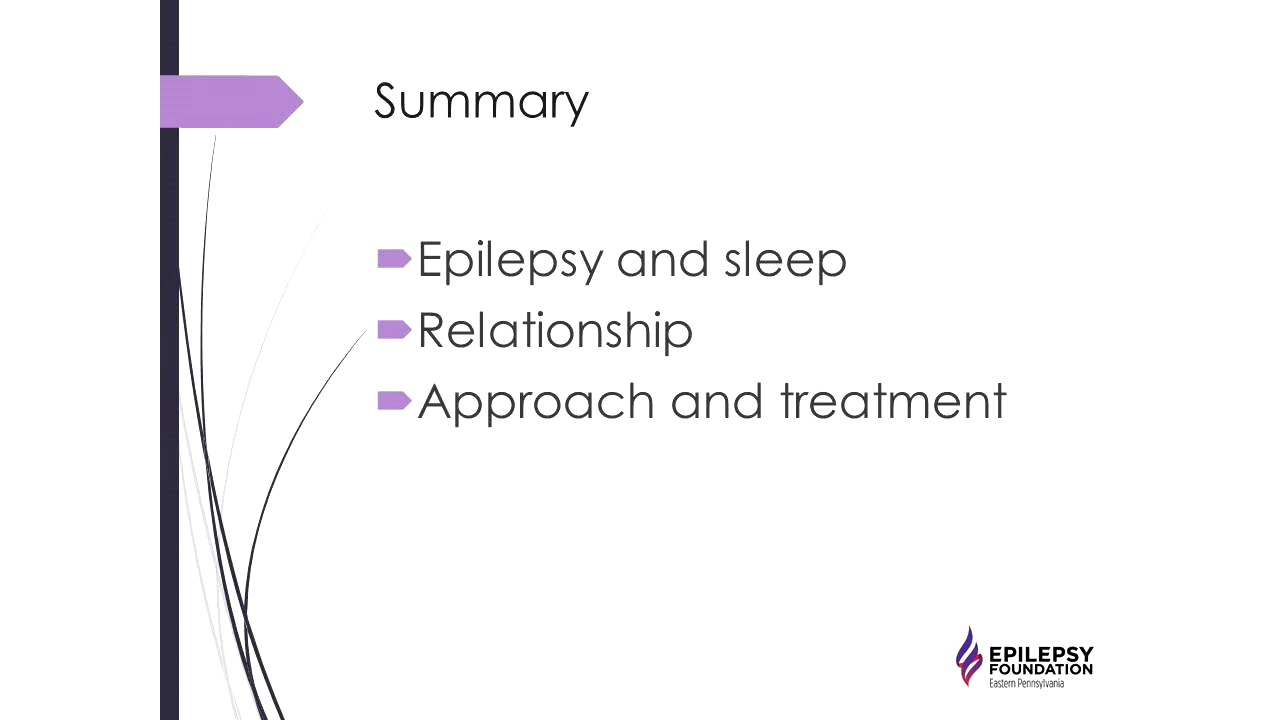 Summary
Epilepsy and sleep
Relationship
Approach and treatment
EPILEPSY
FOUNDATION
Eastern Pennsylvania